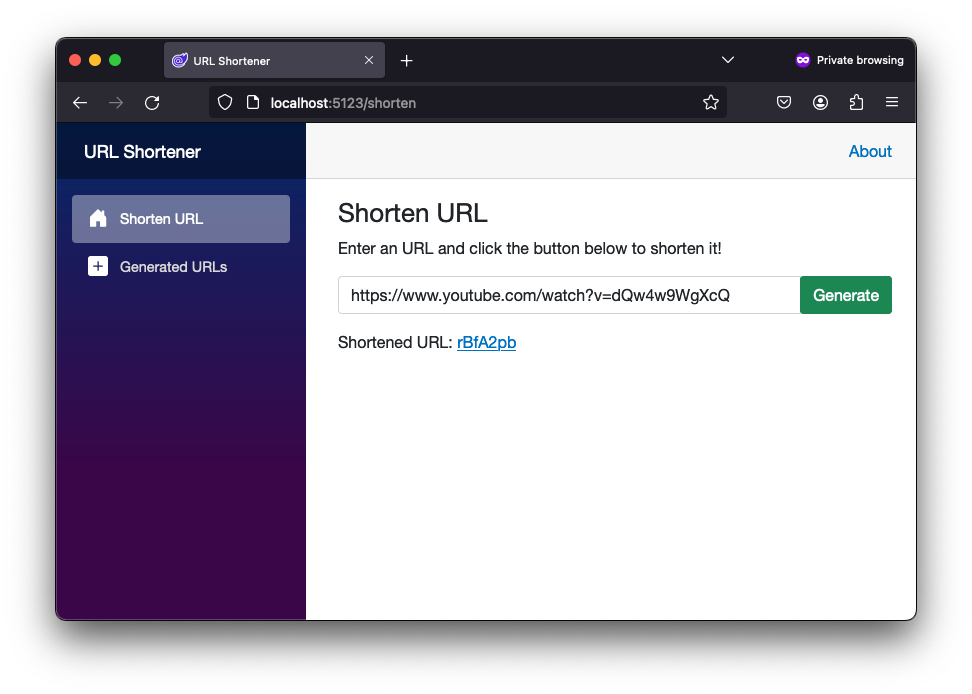 URL Shortener
Private browsing
localhost:5123/shorten
URL Shortener
About
Shorten URL
Generated URLs
Shorten URL
Enter an URL and click the button below to shorten it!
https://www.youtube.com/watch?v=dQw4w9WgXcQ
Generate
Shortened URL: rBfA2pb